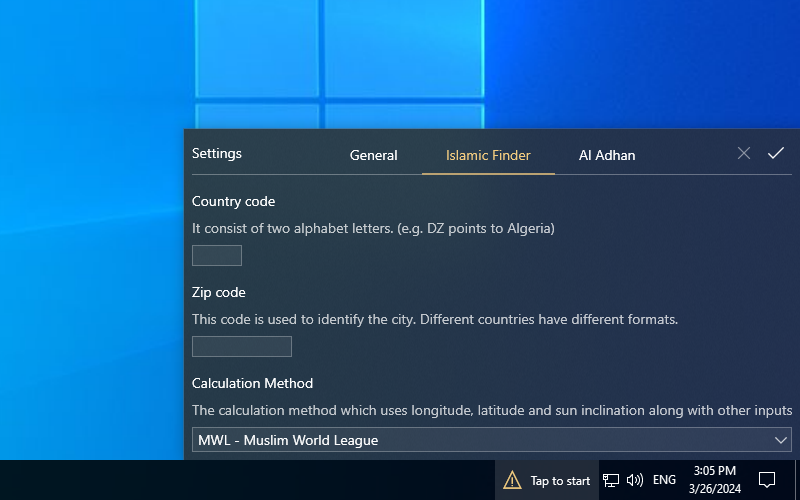 Settings
General
Islamic Finder
Al Adhan
Country code
It consist of two alphabet letters. (e.g. DZ points to Algeria)
Zip code
This code is used to identify the city. Different countries have different formats.
Calculation Method
The calculation method which uses longitude, latitude and sun inclination along with other inputs
MWL - Muslim World League
Tap to start
ENG
3:05 PM
3/26/2024